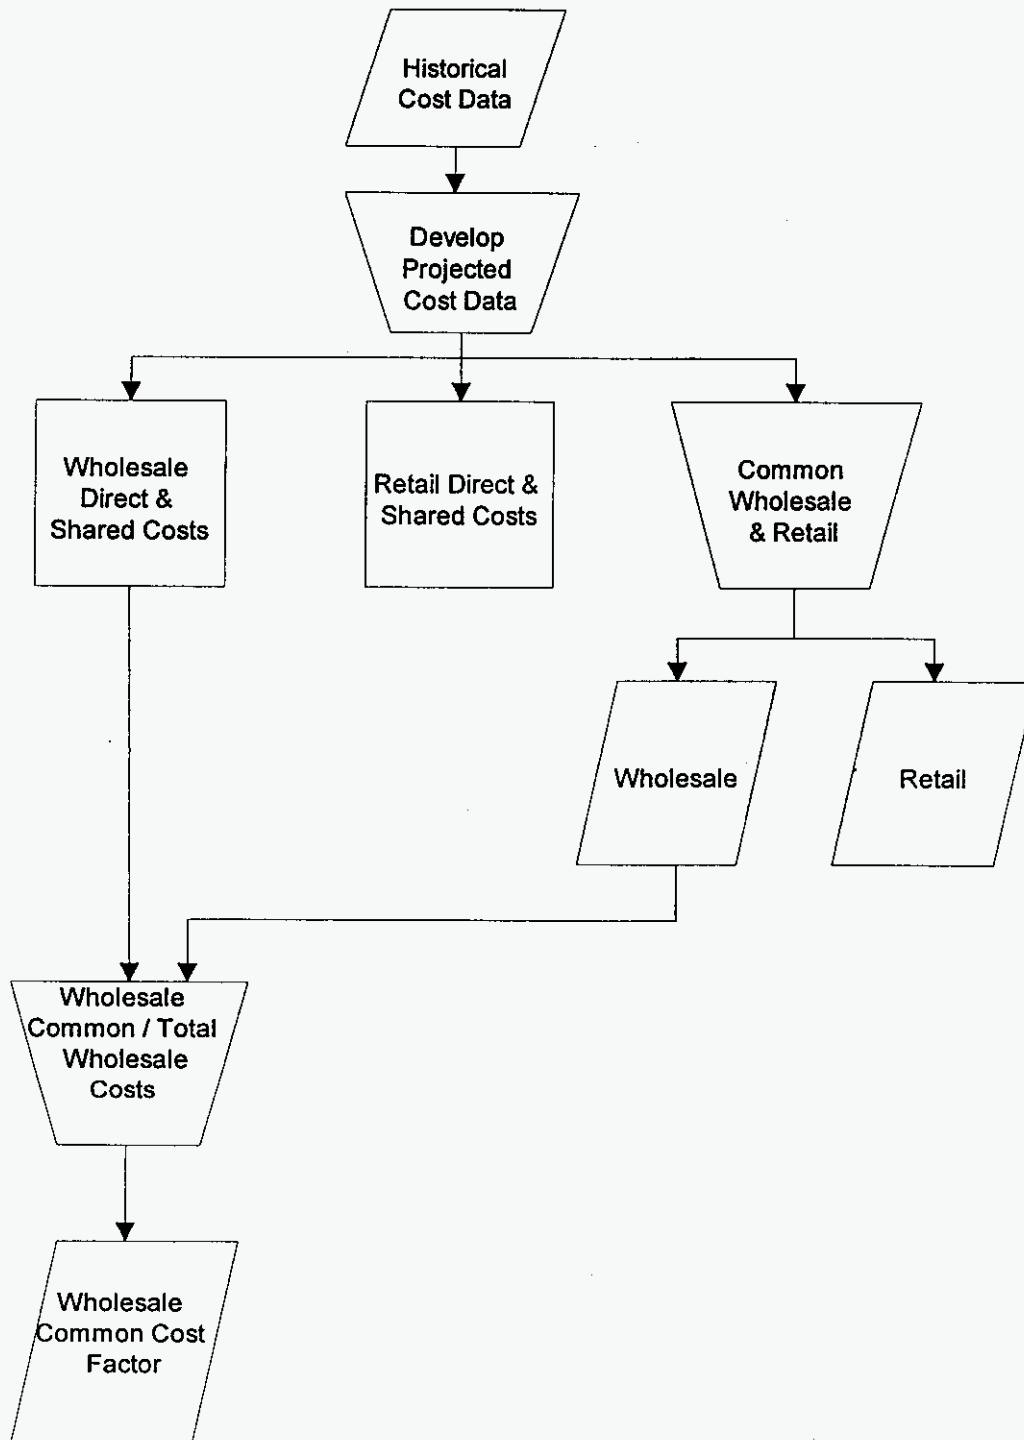 Historical
Cost Data
Develop
Projected
Cost Data
Wholesale
Direct &
Shared Costs
Retail Direct &
Shared Costs
Common
Wholesale
& Retail
Wholesale
Retail
Wholesale
Common / Total
Wholesale
Costs
Wholesale
Common Cost
Factor